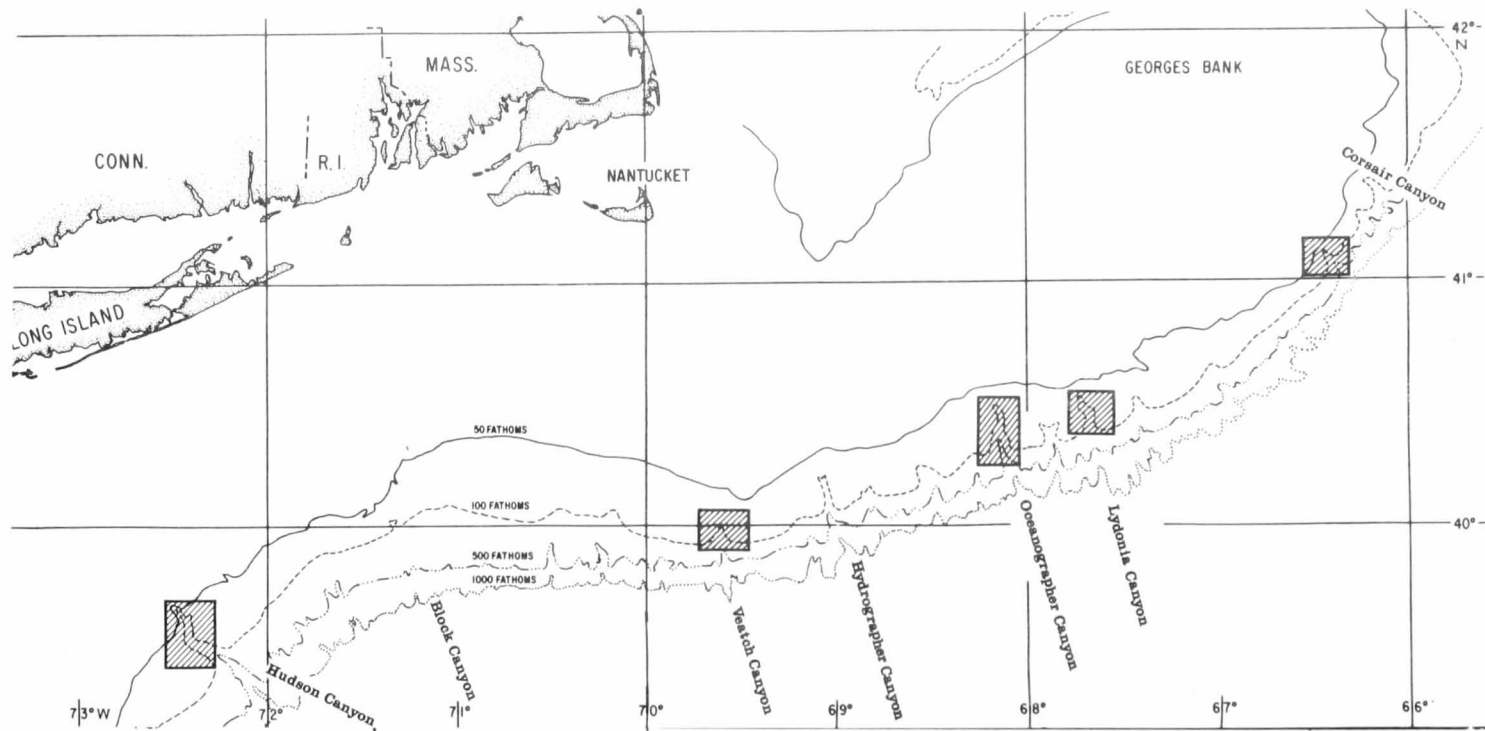 42°
N
MASS.
GEORGES BANK
CONN.
R.I.
NANTUCKET
Corsair Canyon
41°
LONG ISLAND
50 FATHOMS
100 FATHOMS
40°
500 FATHOMS
1000 FATHOMS
Block Canyon
Veatch Canyon
Hydrographer Canyon
Oceanographer Canyon
Lydonia Canyon
Hudson Canyon
73°W
72°
71°
70°
69°
68°
67°
66°